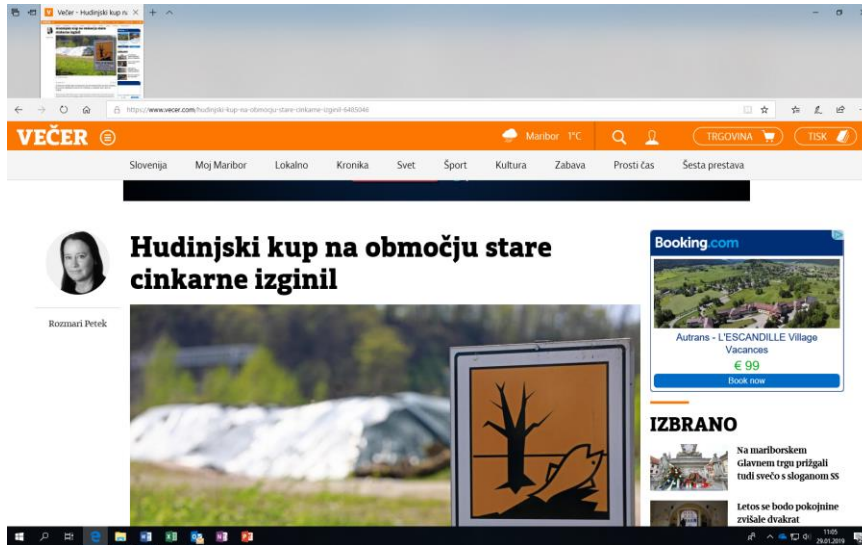 Večer - Hudinjski kup na
https://www.vecer.com/hudinjski-kup-na-obmocju-stare-cinkarne-izginil-6405046
VEČER
Maribor 1°C
TRGOVINA
TISK
Slovenija
Moj Maribor
Lokalno
Kronika
Svet
Šport
Kultura
Zabava
Prosti čas
Šesta prestava
Hudinjski kup na območju stare
cinkarne izginil
Rozmari Petek
Booking.com
Autrans - L'ESCANDILLE Village
Vacances
€ 99
Book now
IZBRANO
Na mariborskem
Glavnem trgu prižgali
tudi svečo s sloganom SS
Letos se bodo pokojnine
zvišale dvakrat
11:05
29.01.2019